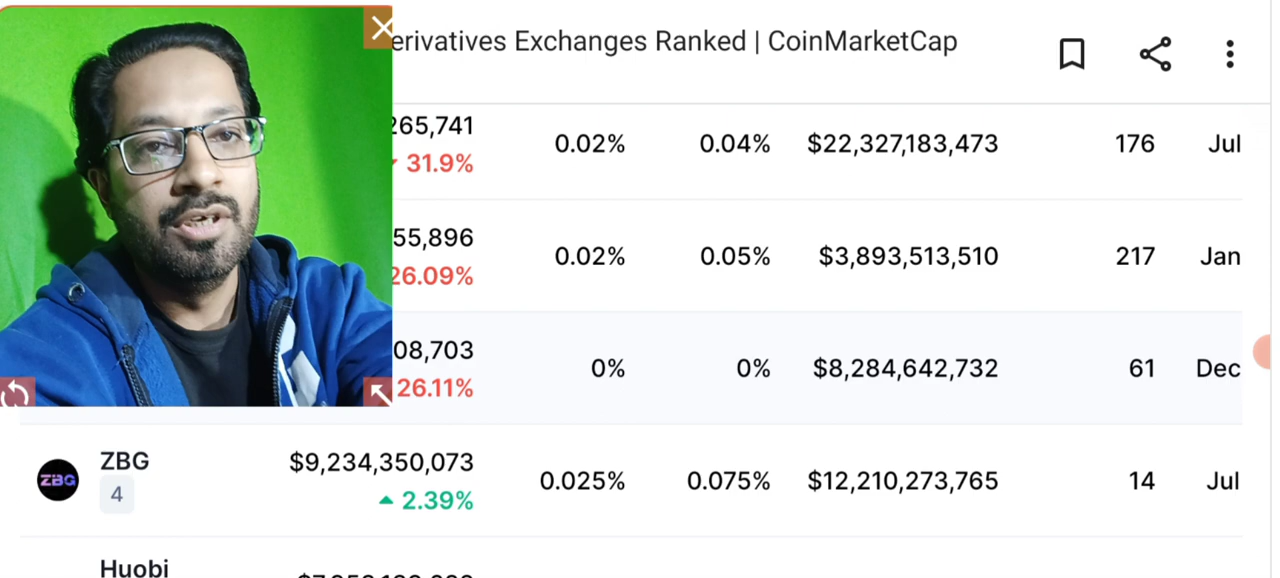 erivatives Exchanges Ranked | CoinMarketCap
265,741 0.02% 0.04% $22,327,183,473 176 Jul
31.9%
55,896 0.02% 0.05% $3,893,513,510 217 Jan
26.09%
08,703 0% 0% $8,284,642,732 61 Dec
26.11%
ZBG $9,234,350,073 0.025% 0.075% $12,210,273,765 14 Jul
ZBG
4 2.39%
Huobi